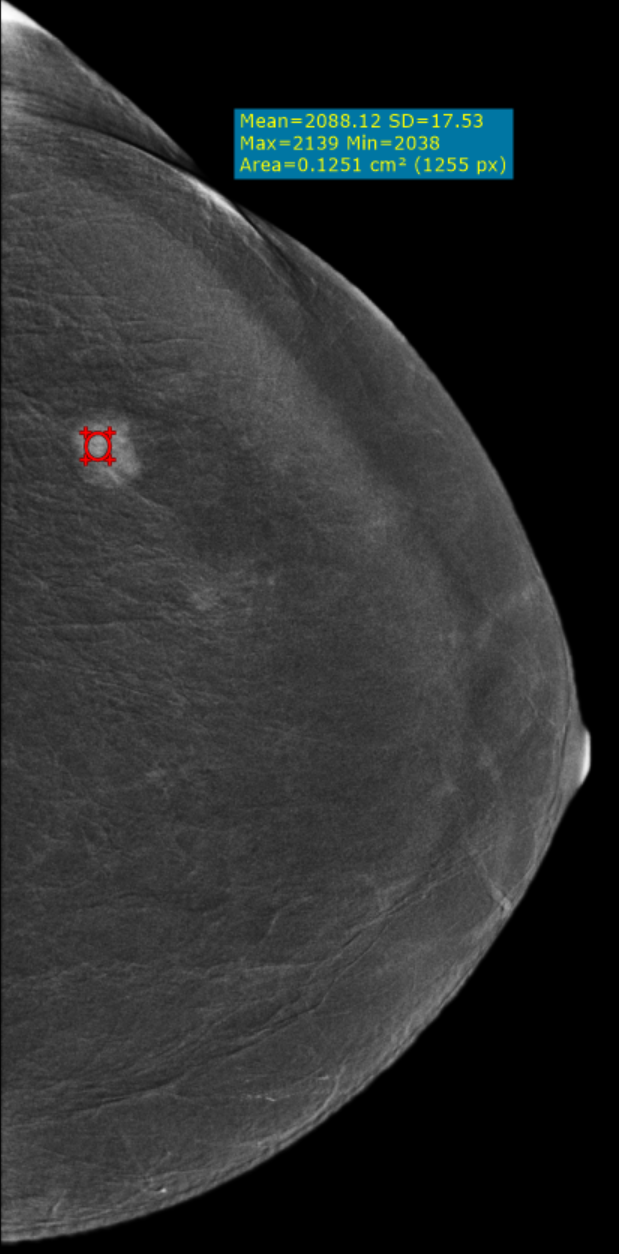 Mean=2088.12 SD=17.53
Max=2139 Min=2038
Area=0.1251 cm² (1255 px)